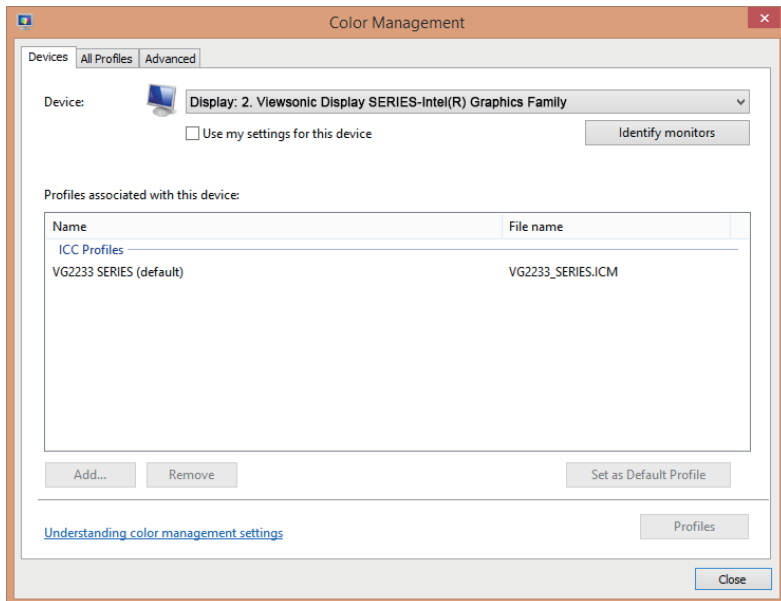 Color Management
Devices All Profiles Advanced
Device: Display: 2. Viewsonic Display SERIES-Intel(R) Graphics Family
Use my settings for this device Identify monitors
Profiles associated with this device:
Name File name
ICC Profiles
VG2233 SERIES (default) VG2233_SERIES.ICM
Add... Remove Set as Default Profile
Understanding color management settings Profiles
Close